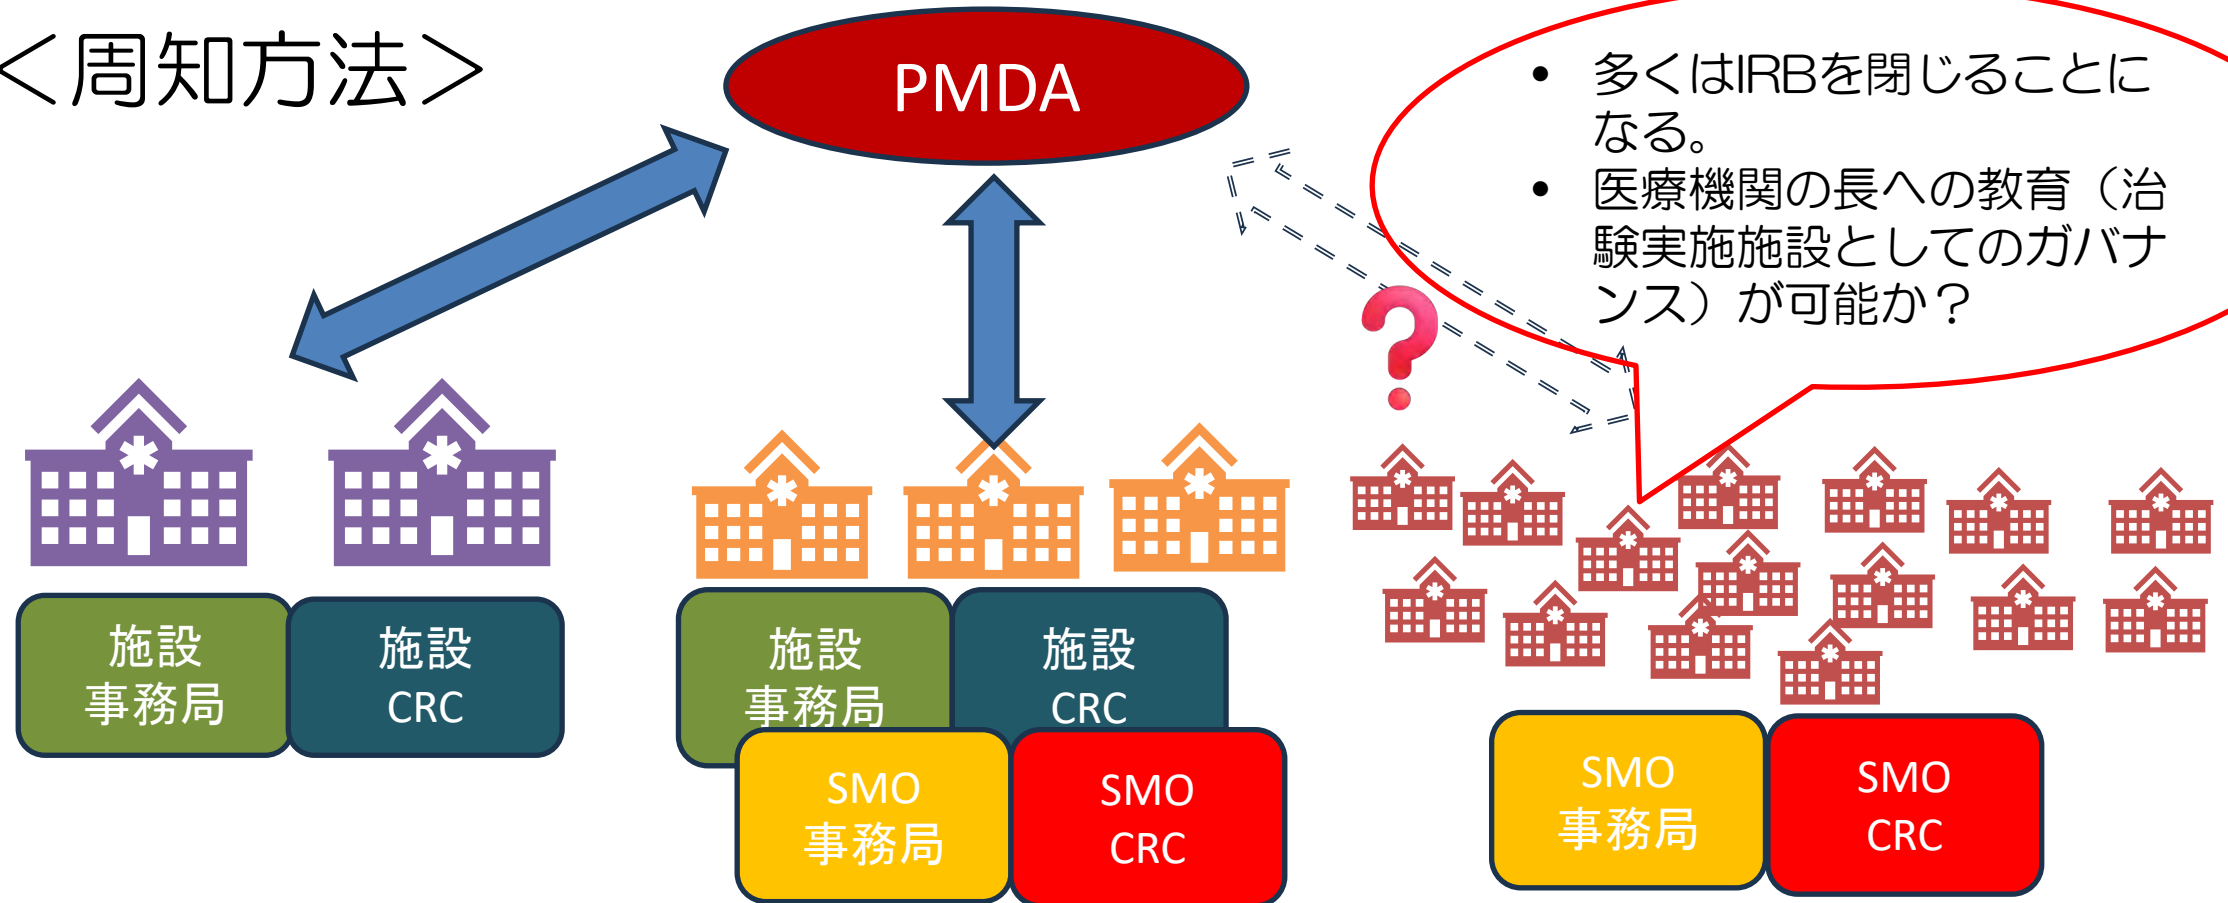 ＜周知方法＞
PMDA
• 多くはIRBを閉じることに
なる。
• 医療機関の長への教育（治
験実施施設としてのガバナ
ンス）が可能か？
施設
事務局
施設
CRC
施設
事務局
施設
CRC
SMO
事務局
SMO
CRC
SMO
事務局
SMO
CRC